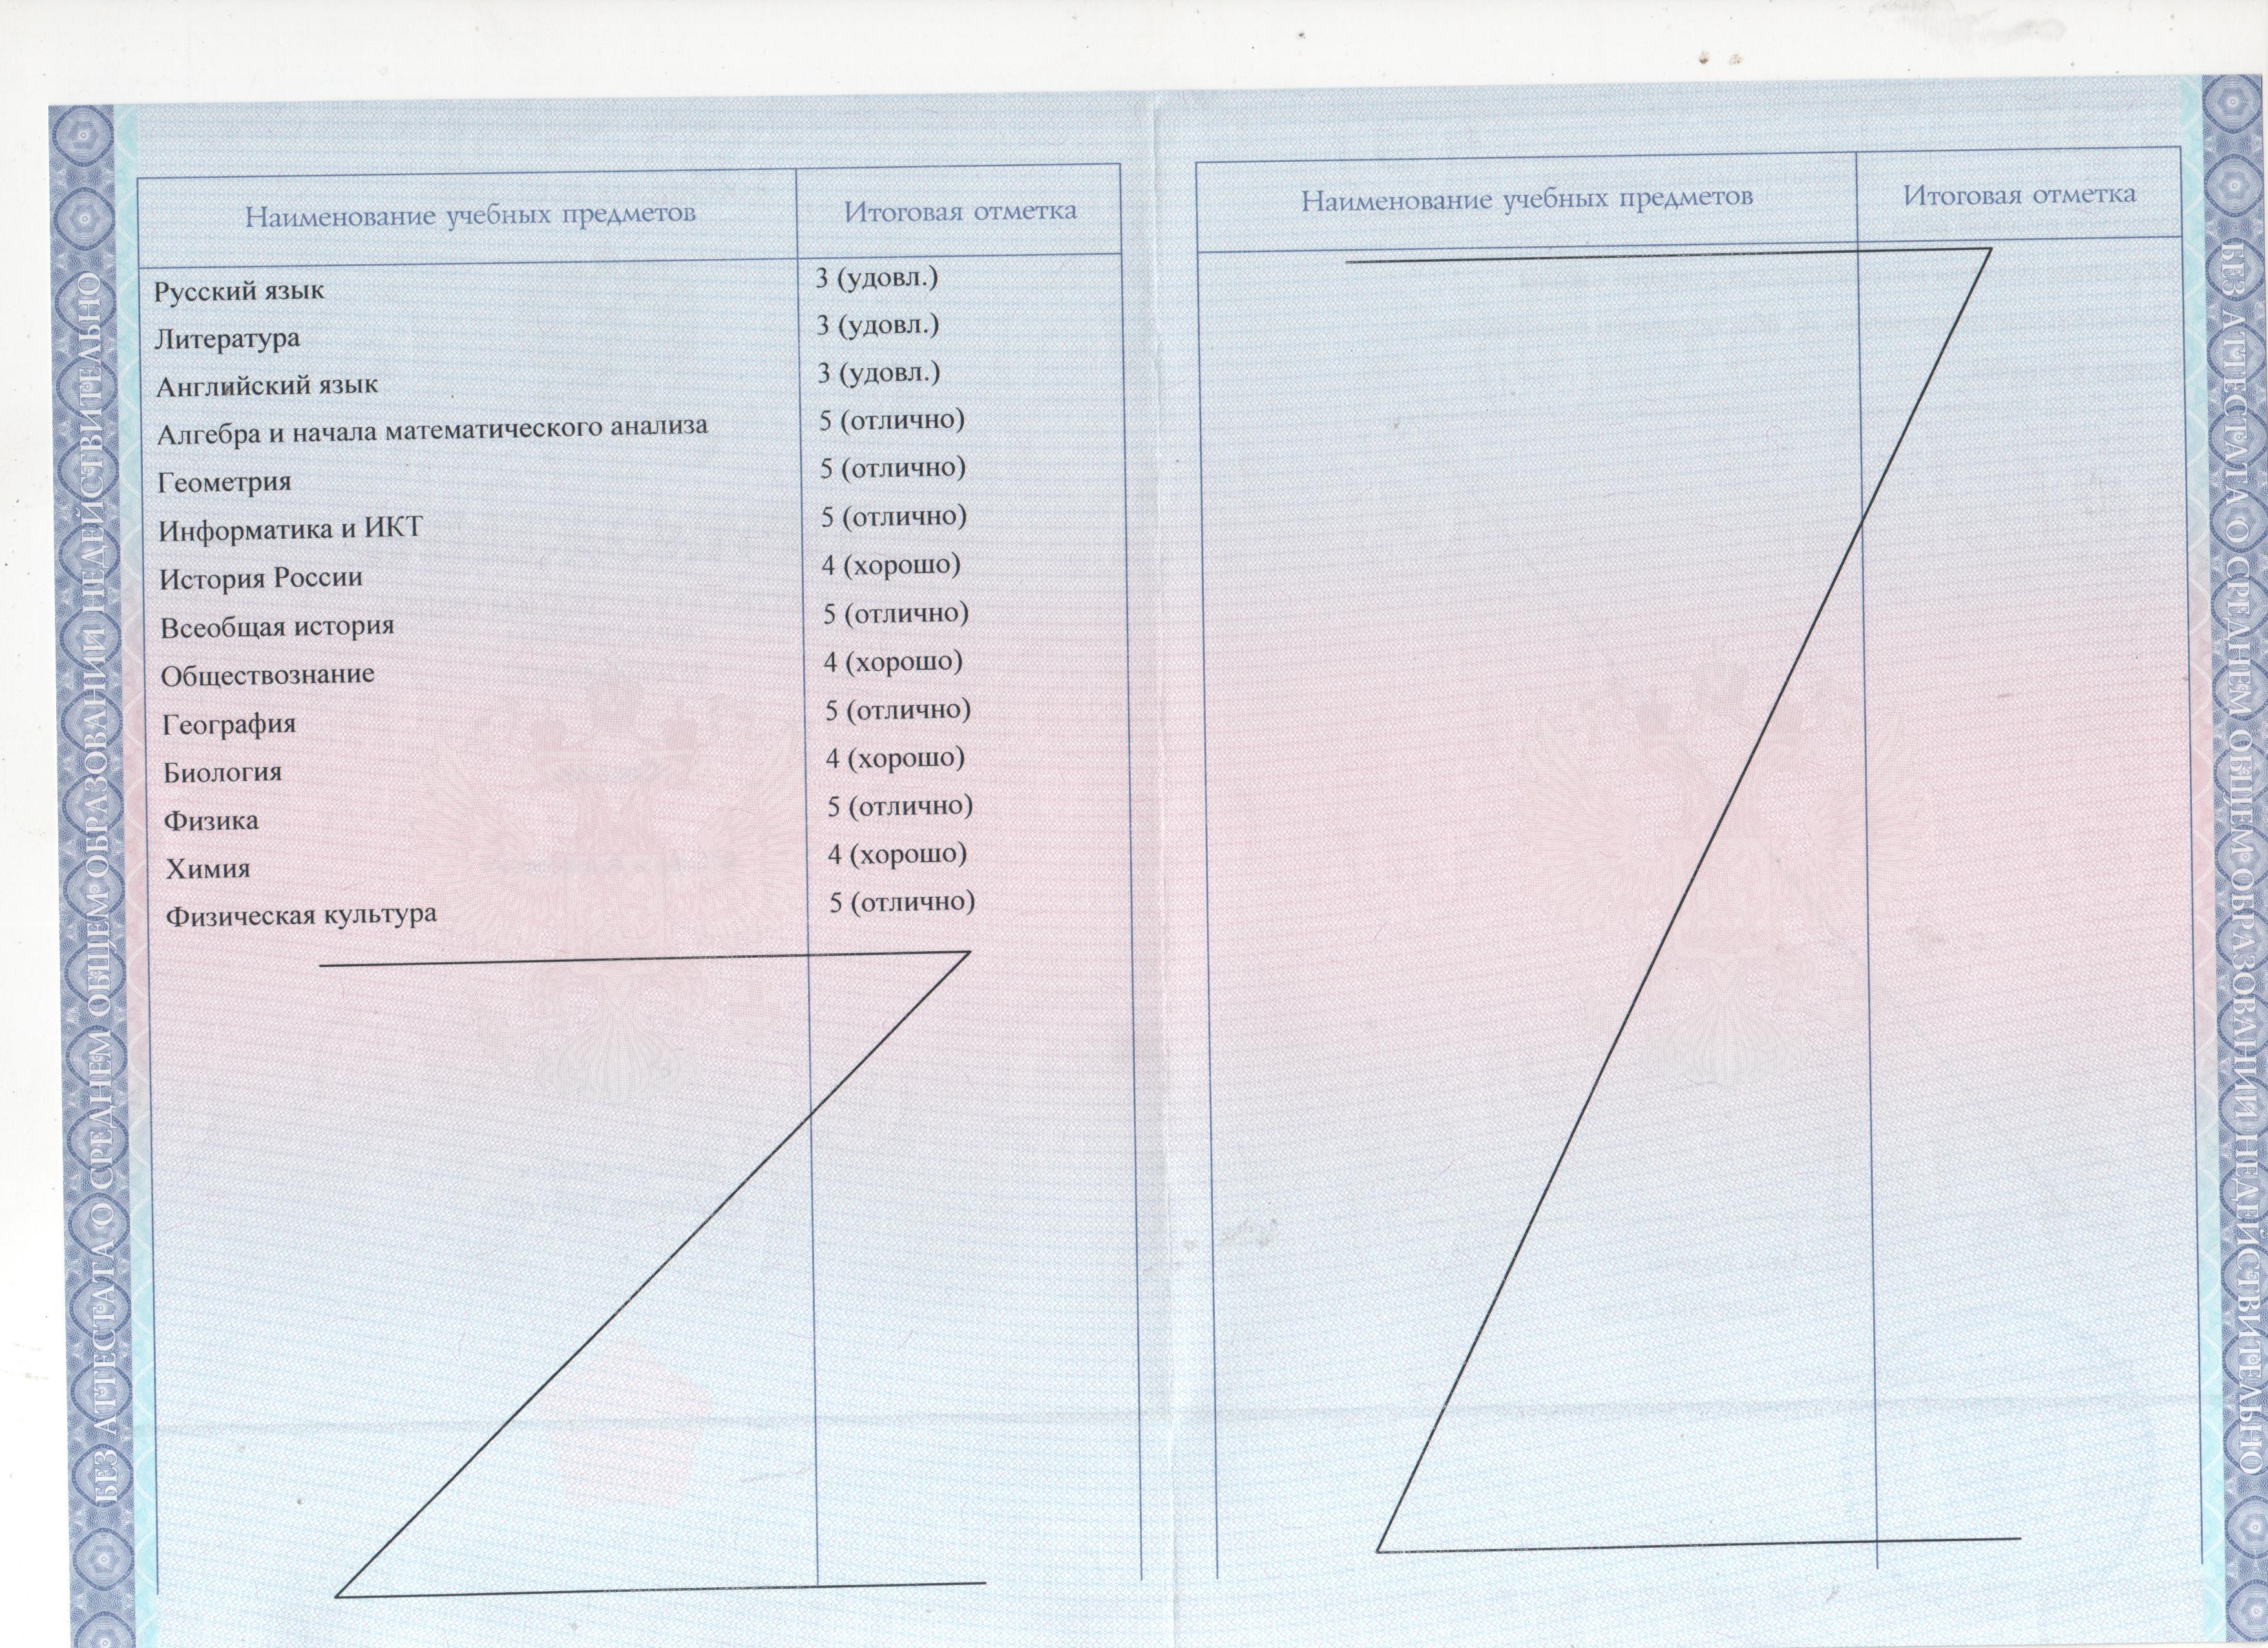 Наименование учебных предметов Итоговая отметка
Русский язык 3 (удовл.)
Литература 3 (удовл.)
Английский язык 3 (удовл.)
Алгебра и начала математического анализа 5 (отлично)
Геометрия 5 (отлично)
Информатика и ИКТ 5 (отлично)
История России 4 (хорошо)
Всеобщая история 5 (отлично)
Обществознание 4 (хорошо)
География 5 (отлично)
Биология 4 (хорошо)
Физика 5 (отлично)
Химия 4 (хорошо)
Физическая культура 5 (отлично)
Наименование учебных предметов Итоговая отметка
БЕЗ АТТЕСТАТА О СРЕДНЕМ ОБЩЕМ ОБРАЗОВАНИИ НЕДЕЙСТВИТЕЛЬНО
БЕЗ АТТЕСТАТА О СРЕДНЕМ ОБЩЕМ ОБРАЗОВАНИИ НЕДЕЙСТВИТЕЛЬНО